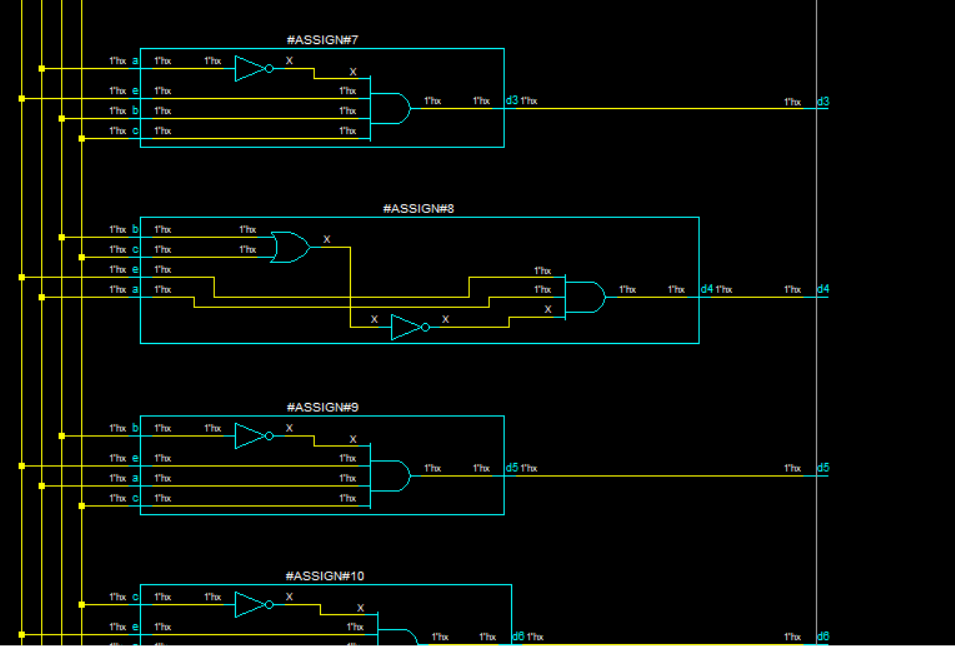 #ASSIGN#7
1'hx a 1'hx 1'hx X
X
1'hx e 1'hx 1'hx 1'hx 1'hx d3 1'hx 1'hx d3
1'hx b 1'hx 1'hx
1'hx c 1'hx 1'hx
#ASSIGN#8
1'hx b 1'hx 1'hx X
1'hx c 1'hx 1'hx
1'hx e 1'hx 1'hx
1'hx a 1'hx 1'hx 1'hx 1'hx d4 1'hx 1'hx d4
X
X X
#ASSIGN#9
1'hx b 1'hx 1'hx X
X
1'hx e 1'hx 1'hx 1'hx 1'hx d5 1'hx 1'hx d5
1'hx a 1'hx 1'hx
1'hx c 1'hx 1'hx
#ASSIGN#10
1'hx c 1'hx 1'hx X
X
1'hx e 1'hx 1'hx 1'hx 1'hx d6 1'hx 1'hx d6